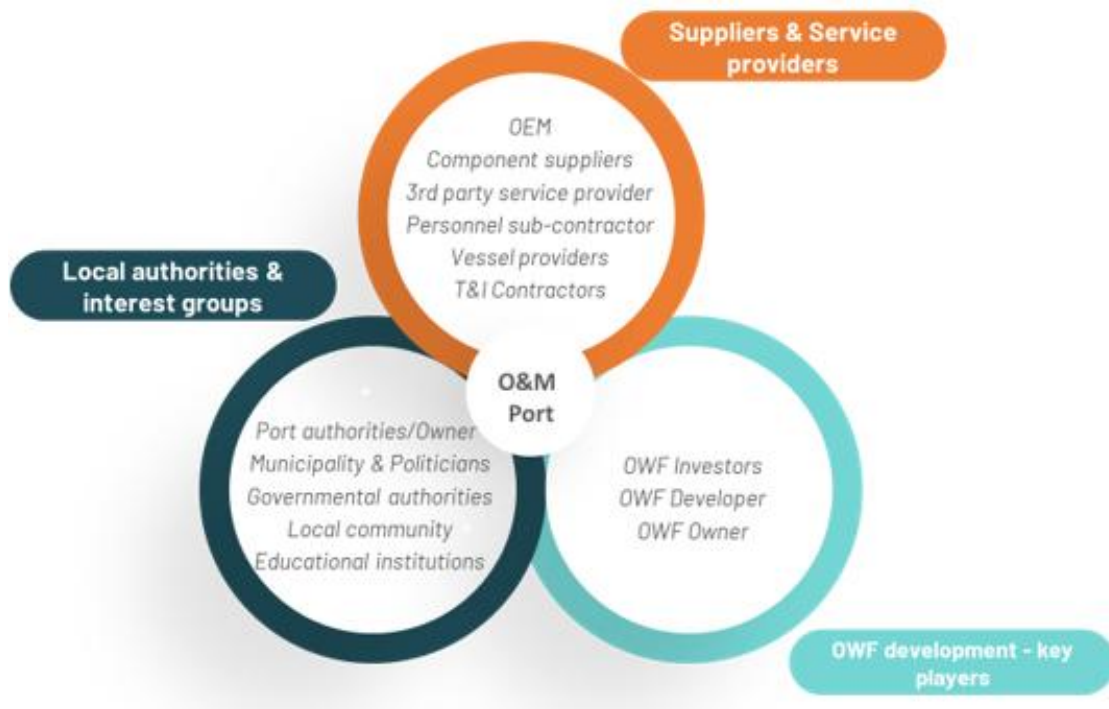 Suppliers & Service
providers
OEM
Component suppliers
3rd party service provider
Personnel sub-contractor
Vessel providers
T&I Contractors
Local authorities &
interest groups
O&M
Port
Port authorities/Owner
Municipality & Politicians
Governmental authorities
Local community
Educational institutions
OWF Investors
OWF Developer
OWF Owner
OWF development - key
players